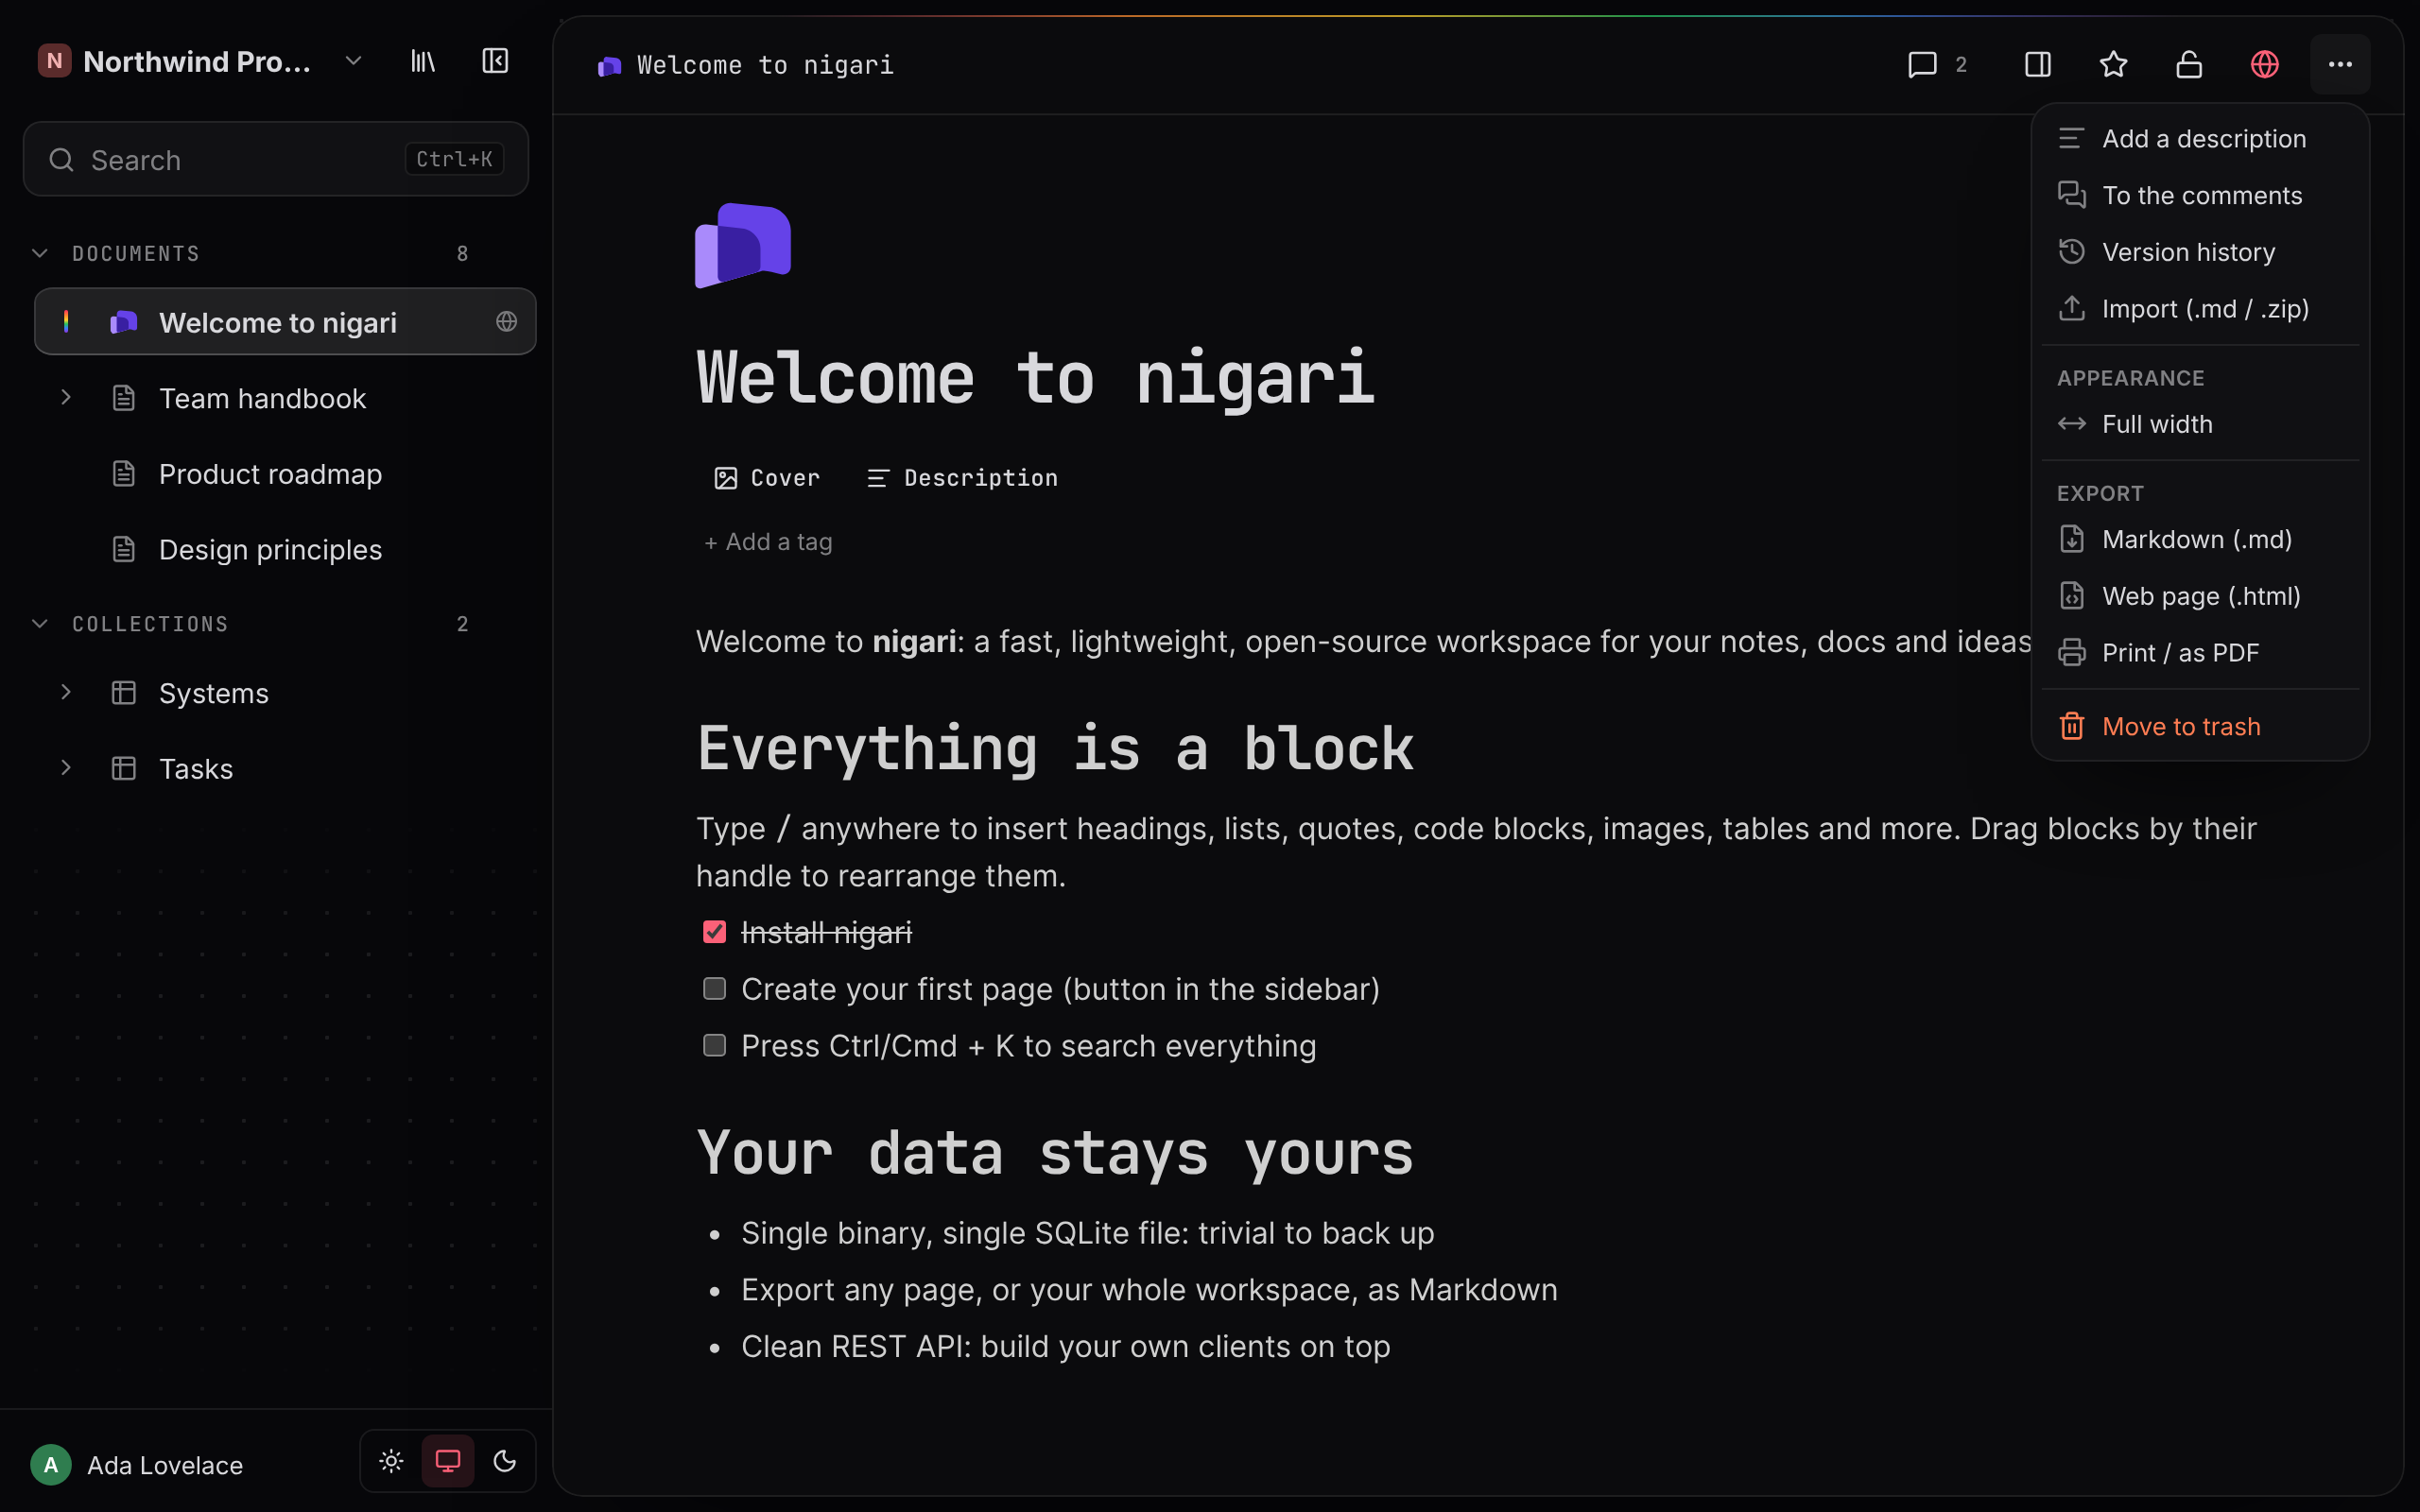 N Northwind Pro...
Search Ctrl+K
DOCUMENTS 8
Welcome to nigari
Team handbook
Product roadmap
Design principles
COLLECTIONS 2
Systems
Tasks
A Ada Lovelace
Welcome to nigari
2
Welcome to nigari
Cover Description
+ Add a tag
Welcome to nigari: a fast, lightweight, open-source workspace for your notes, docs and ideas
Everything is a block
Type / anywhere to insert headings, lists, quotes, code blocks, images, tables and more. Drag blocks by their
handle to rearrange them.
Install nigari
Create your first page (button in the sidebar)
Press Ctrl/Cmd + K to search everything
Your data stays yours
• Single binary, single SQLite file: trivial to back up
• Export any page, or your whole workspace, as Markdown
• Clean REST API: build your own clients on top
Add a description
To the comments
Version history
Import (.md / .zip)
APPEARANCE
Full width
EXPORT
Markdown (.md)
Web page (.html)
Print / as PDF
Move to trash